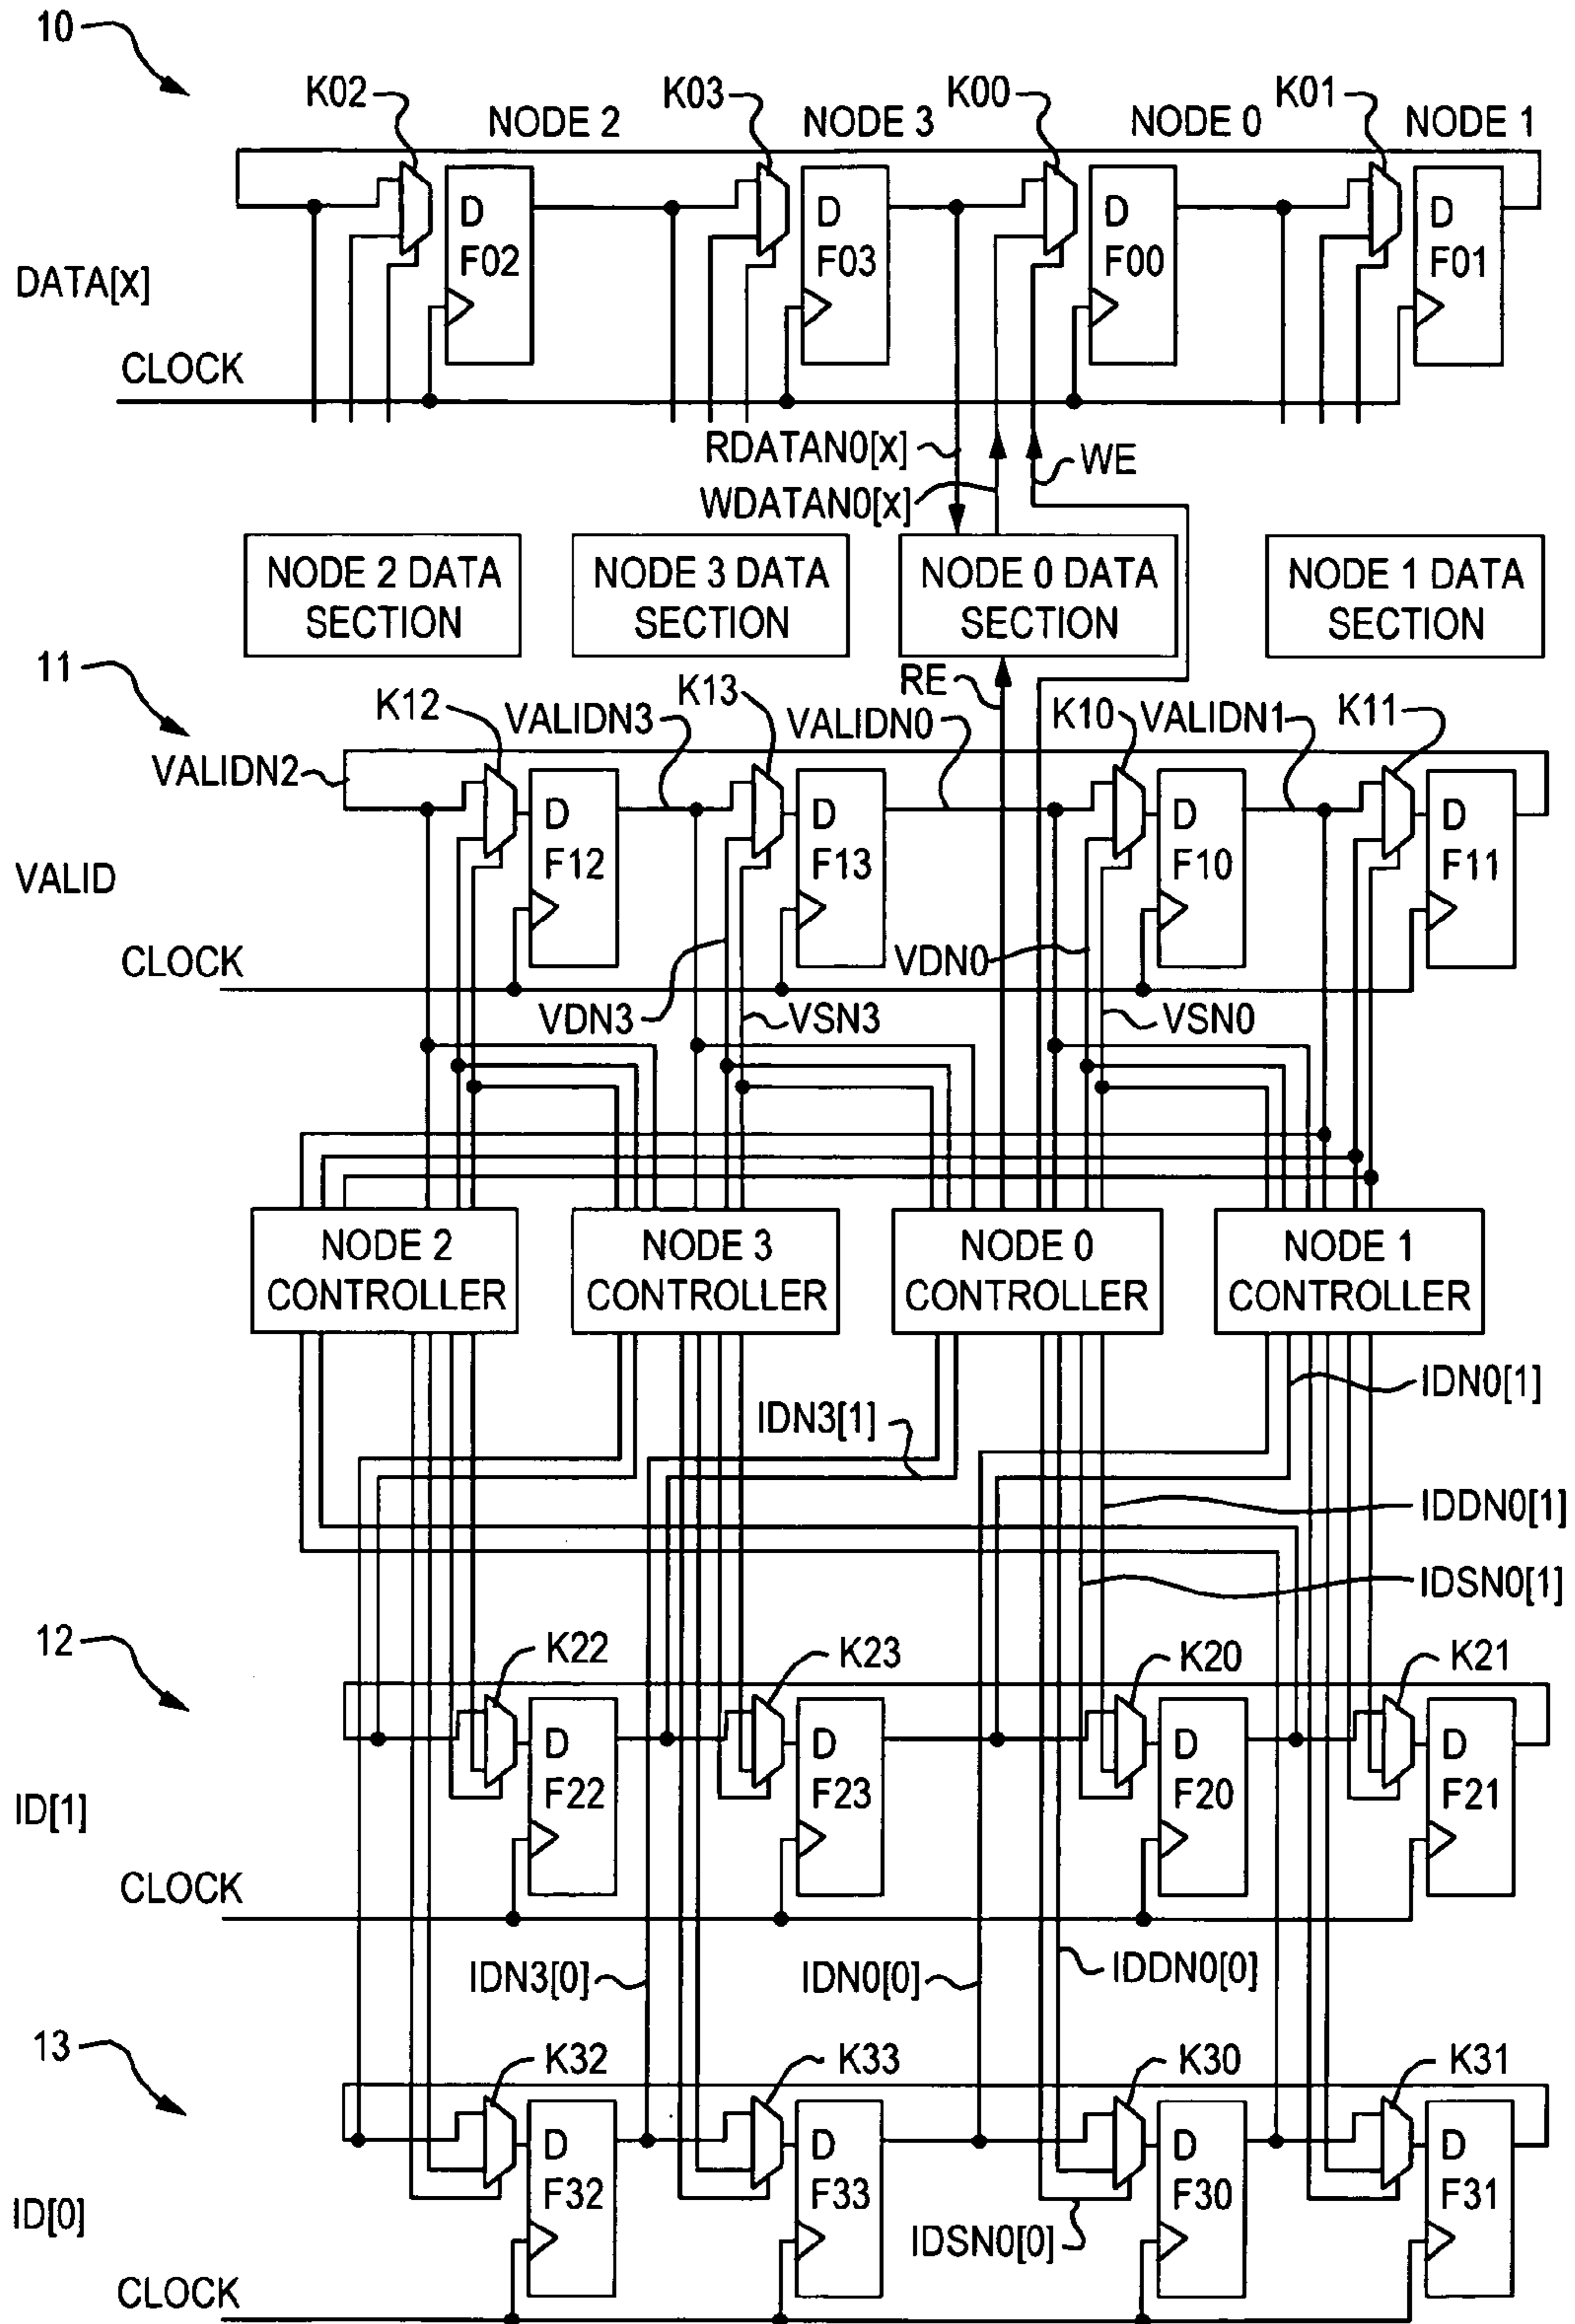 10
K02
K03
K00
K01
NODE 2
NODE 3
NODE 0
NODE 1
D
F02
D
F03
D
F00
D
F01
DATA[X]
CLOCK
RDATAN0[X]
WE
WDATAN0[X]
NODE 2 DATA
SECTION
NODE 3 DATA
SECTION
NODE 0 DATA
SECTION
NODE 1 DATA
SECTION
11
RE
K12
VALIDN3
K13
VALIDN0
K10
VALIDN1
K11
VALIDN2
D
F12
D
F13
D
F10
D
F11
VALID
CLOCK
VDN0
VDN3
VSN3
VSN0
NODE 2
CONTROLLER
NODE 3
CONTROLLER
NODE 0
CONTROLLER
NODE 1
CONTROLLER
IDN0[1]
IDN3[1]
IDDN0[1]
IDSN0[1]
12
K22
K23
K20
K21
D
F22
D
F23
D
F20
D
F21
ID[1]
CLOCK
IDN3[0]
IDN0[0]
IDDN0[0]
13
K32
K33
K30
K31
D
F32
D
F33
D
F30
D
F31
ID[0]
IDSN0[0]
CLOCK